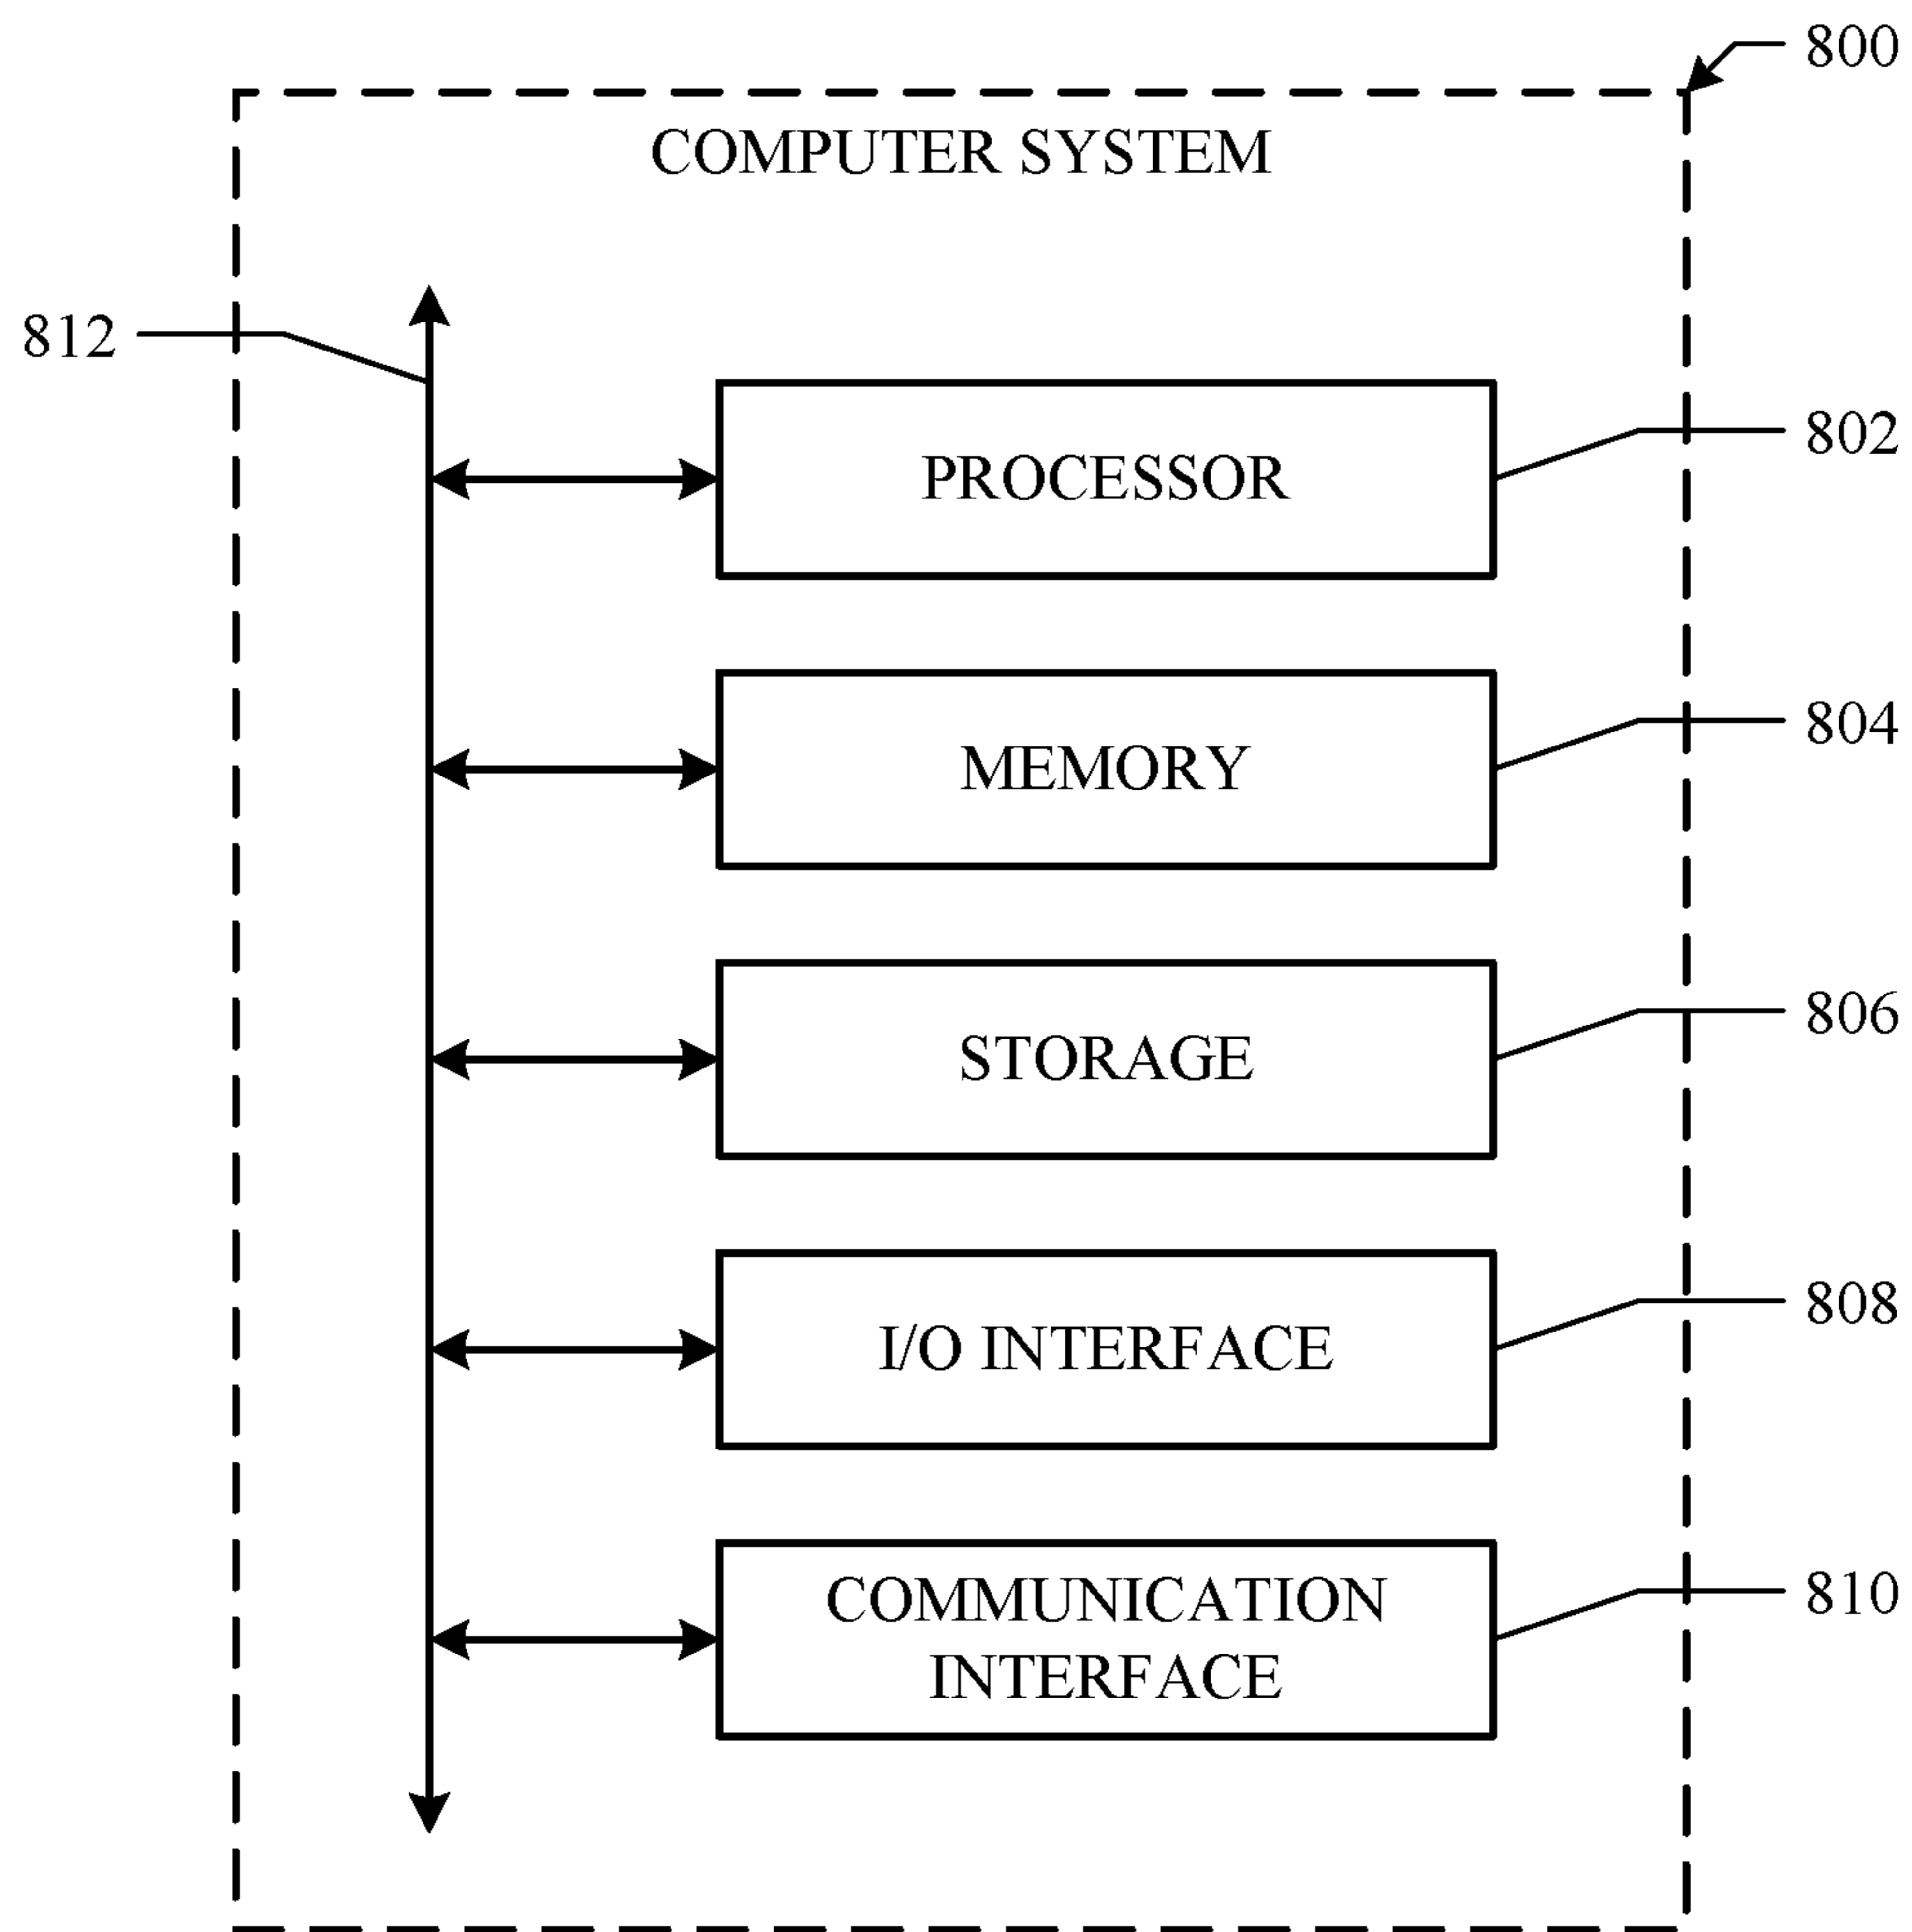 800
COMPUTER SYSTEM
812
802
PROCESSOR
804
MEMORY
806
STORAGE
808
I/O INTERFACE
810
COMMUNICATION
INTERFACE